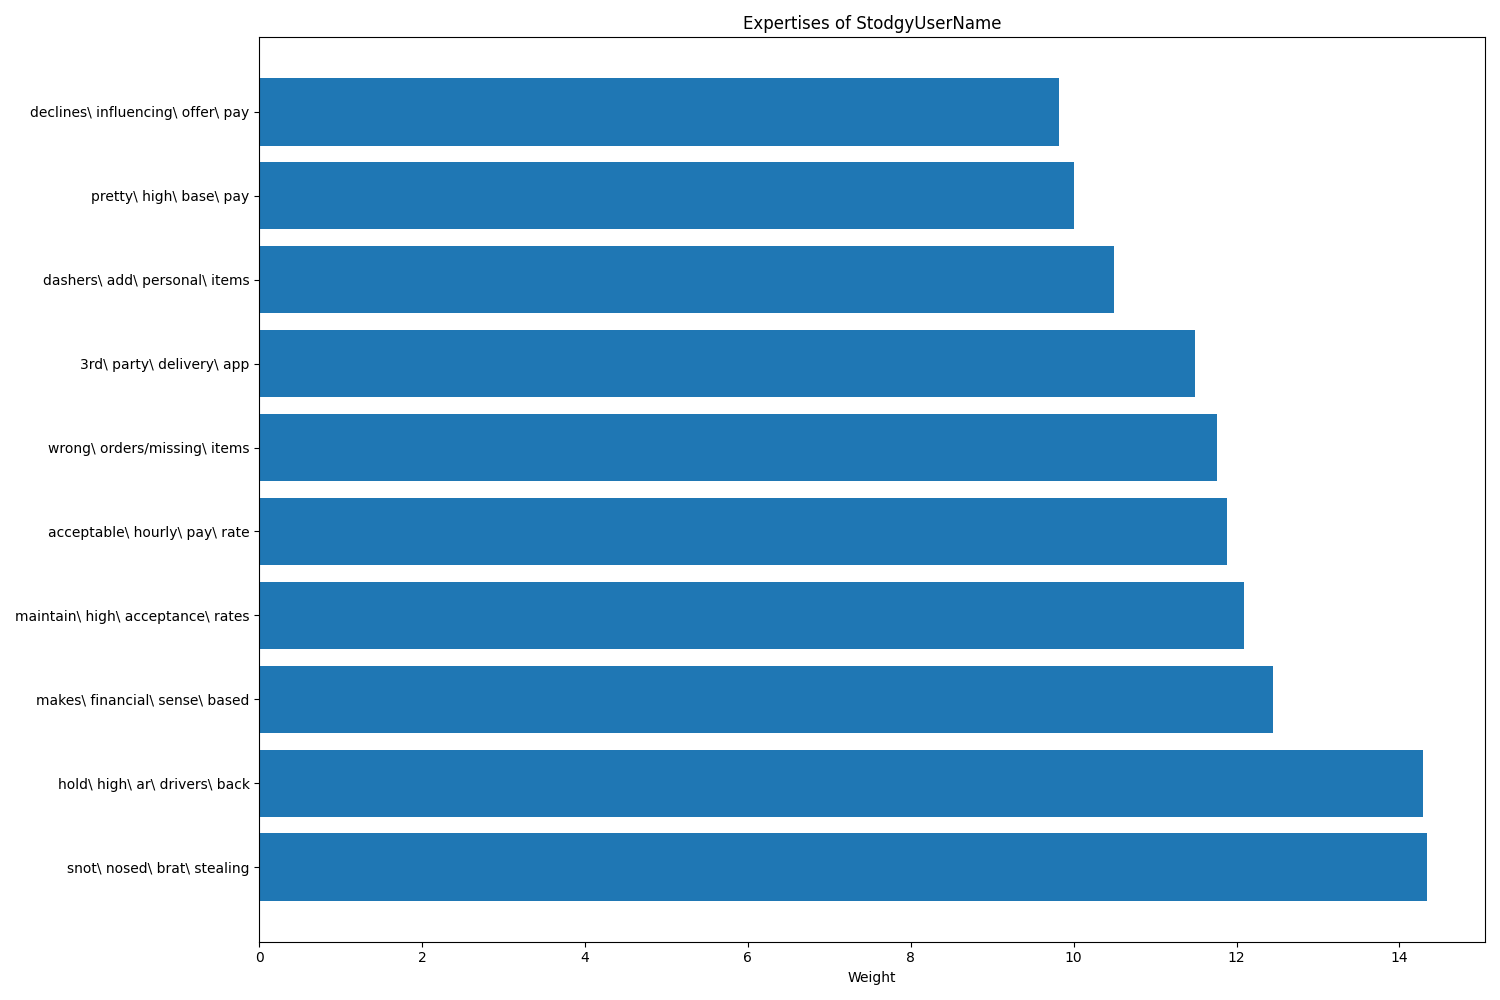 Expertises of StodgyUserName
declines\ influencing\ offer\ pay
pretty\ high\ base\ pay
dashers\ add\ personal\ items
3rd\ party\ delivery\ app
wrong\ orders/missing\ items
acceptable\ hourly\ pay\ rate
maintain\ high\ acceptance\ rates
makes\ financial\ sense\ based
hold\ high\ ar\ drivers\ back
snot\ nosed\ brat\ stealing
0 2 4 6 8 10 12 14
Weight